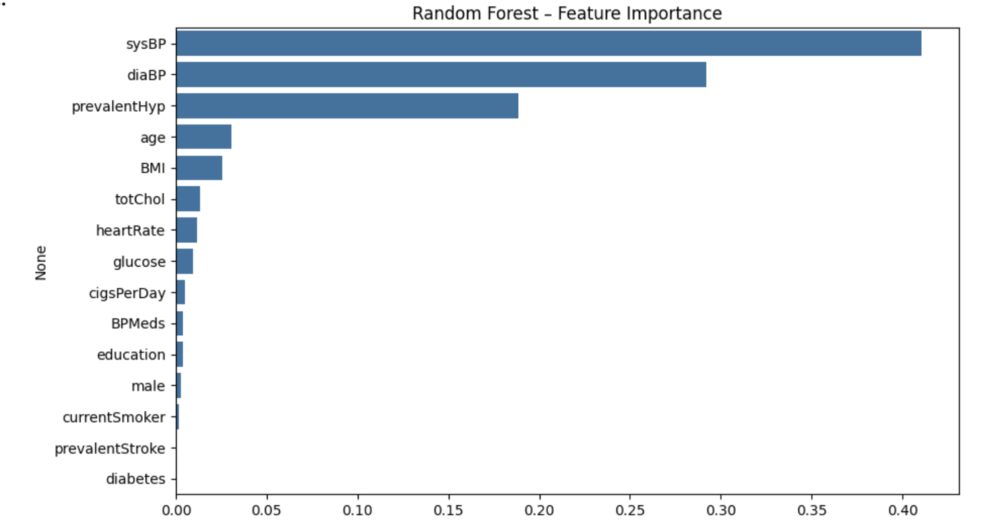 Random Forest – Feature Importance
sysBP
diaBP
prevalentHyp
age
BMI
totChol
heartRate
glucose
cigsPerDay
BPMeds
education
male
currentSmoker
prevalentStroke
diabetes
None
0.00 0.05 0.10 0.15 0.20 0.25 0.30 0.35 0.40